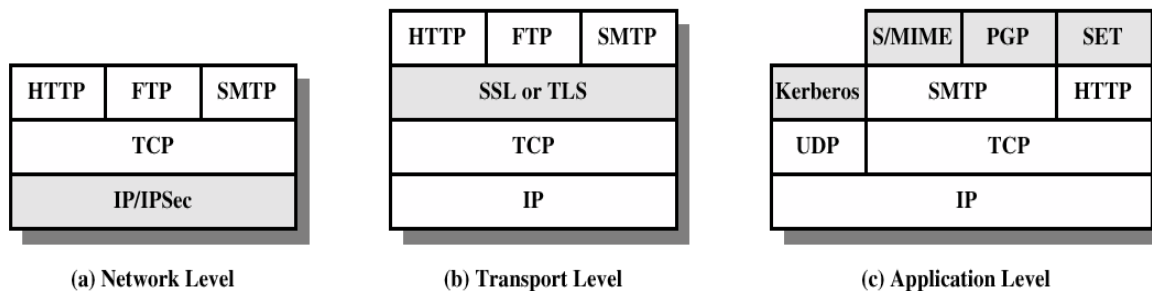 HTTP FTP SMTP
TCP
IP/IPSec
(a) Network Level
HTTP FTP SMTP
SSL or TLS
TCP
IP
(b) Transport Level
S/MIME PGP SET
Kerberos SMTP HTTP
UDP TCP
IP
(c) Application Level